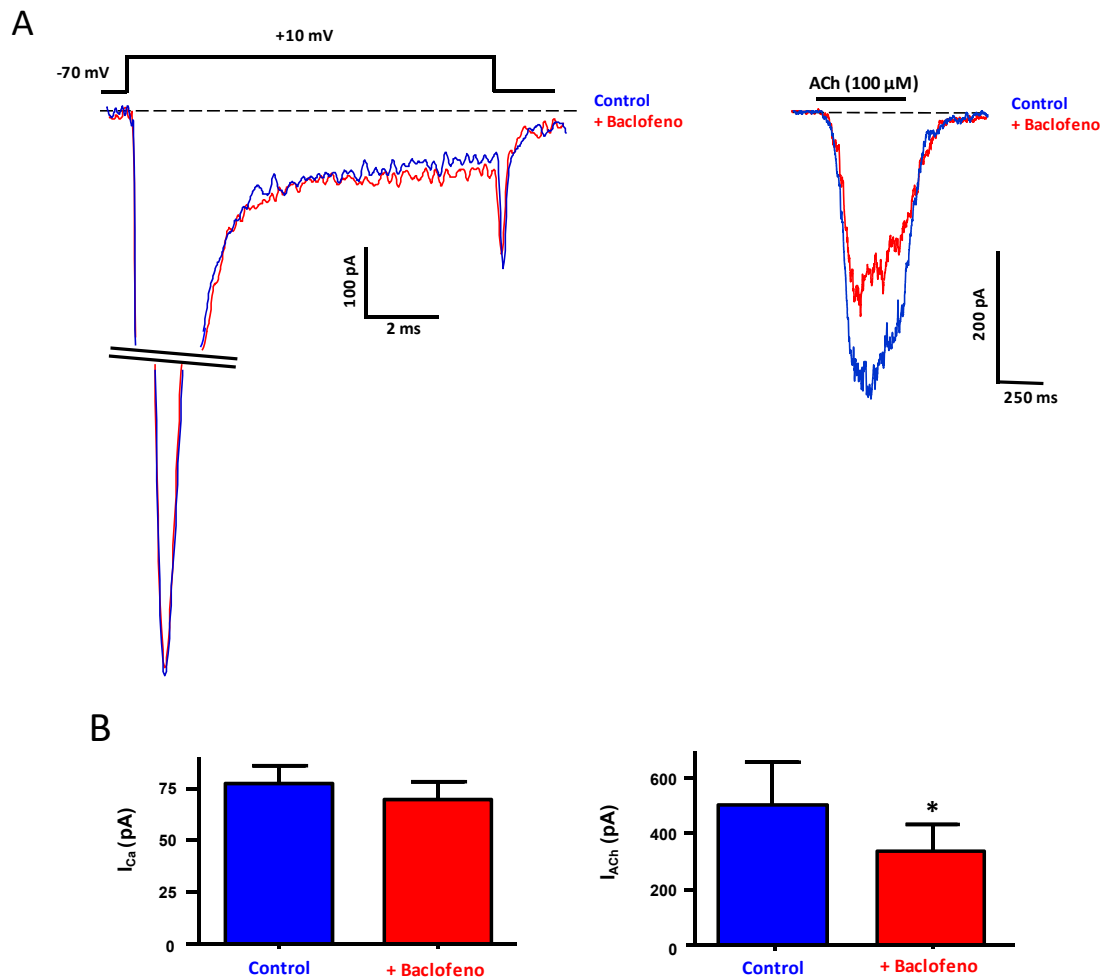 A
+10 mV
-70 mV
Control
+ Baclofeno
100 pA
2 ms
ACh (100 µM)
Control
+ Baclofeno
200 pA
250 ms
B
I_Ca (pA)
75
50
25
0
Control
+ Baclofeno
I_ACh (pA)
600
400
200
0
*
Control
+ Baclofeno